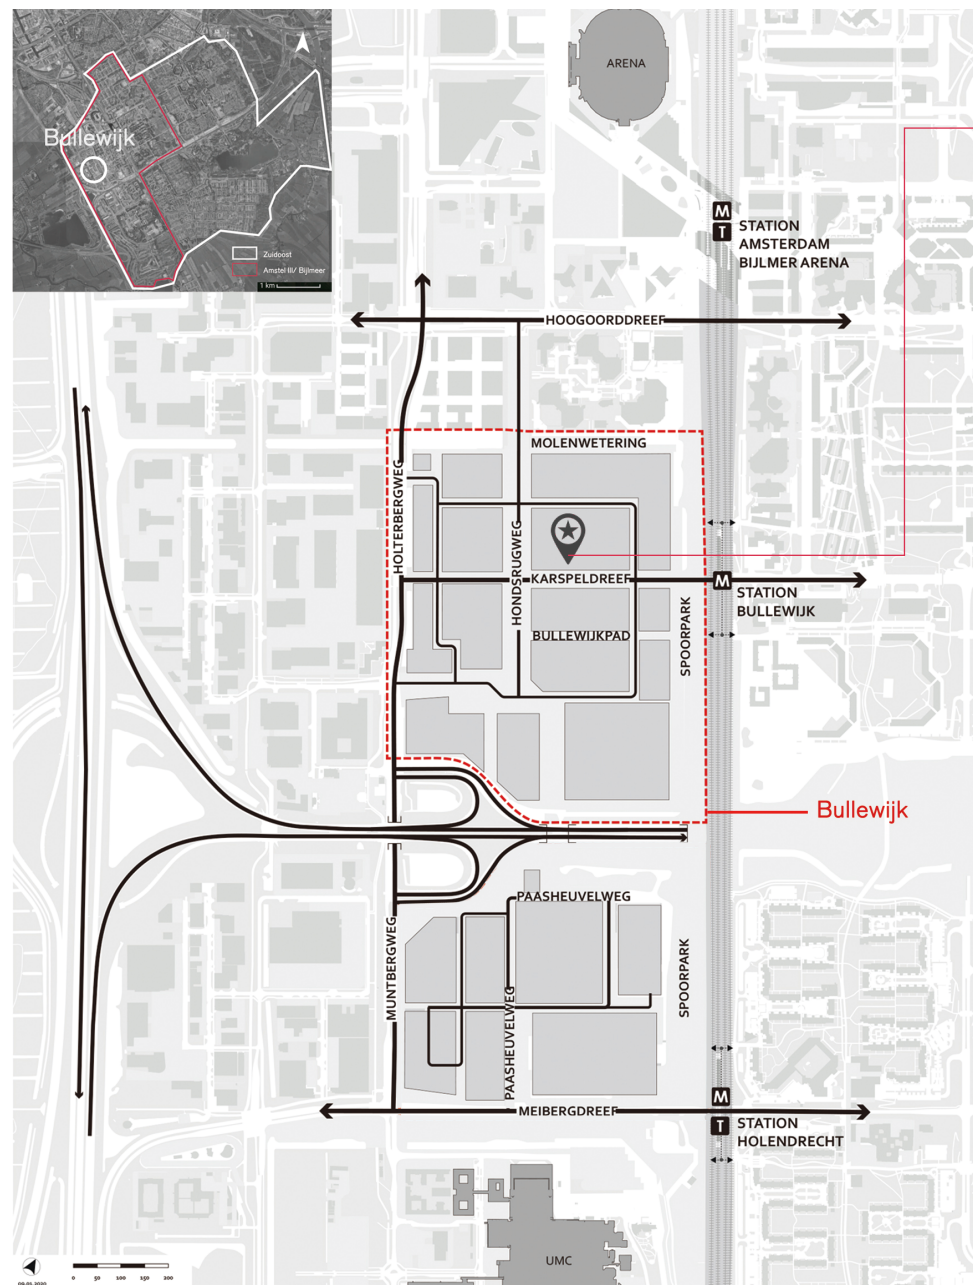 Bullewijk
Zuidoost
Amstel III/ Bijlmeer
1 km
ARENA
M
T
STATION
AMSTERDAM
BIJLMER ARENA
HOOGOORDDREEF
MOLENWETERING
HOLTERBERGWEG
HONDSRUGWEG
KARSPELDREEF
M
STATION
BULLEWIJK
BULLEWIJKPAD
SPOORPARK
Bullewijk
PAASHEUVELWEG
MUNTBERGWEG
PAASHEUVELWEG
SPOORPARK
MEIBERGDREEF
M
T
STATION
HOLENDRECHT
UMC
0 50 100 150 200